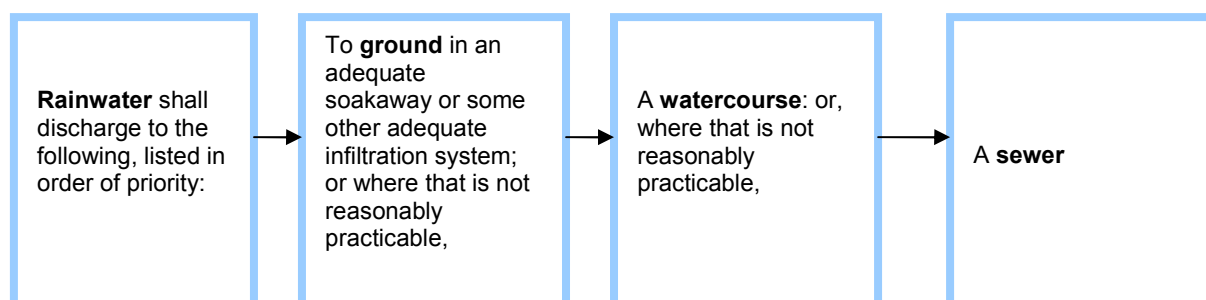 Rainwater shall
discharge to the
following, listed in
order of priority:
To ground in an
adequate
soakaway or some
other adequate
infiltration system;
or where that is not
reasonably
practicable,
A watercourse: or,
where that is not
reasonably
practicable,
A sewer